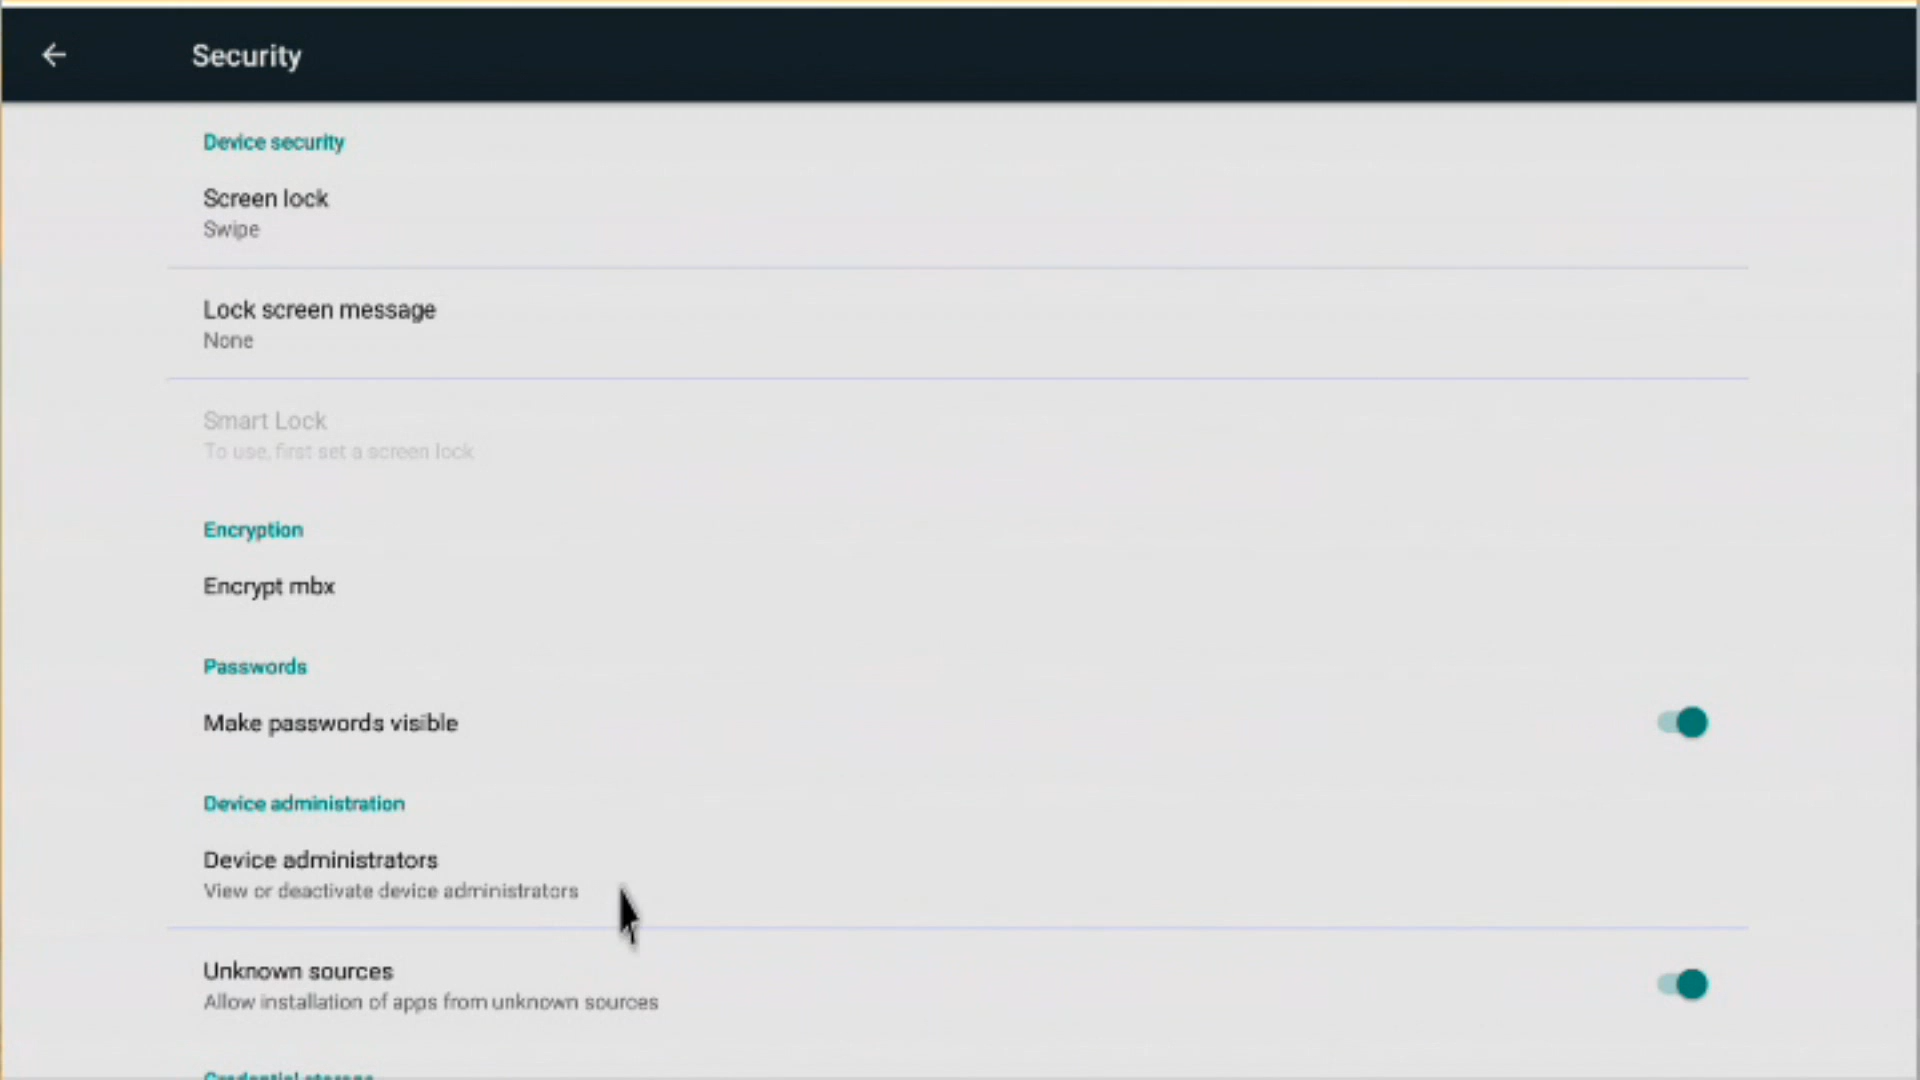 Security
Device security
Screen lock
Swipe
Lock screen message
None
Smart Lock
To use, first set a screen lock
Encryption
Encrypt mbx
Passwords
Make passwords visible
Device administration
Device administrators
View or deactivate device administrators
Unknown sources
Allow installation of apps from unknown sources
Credential storage